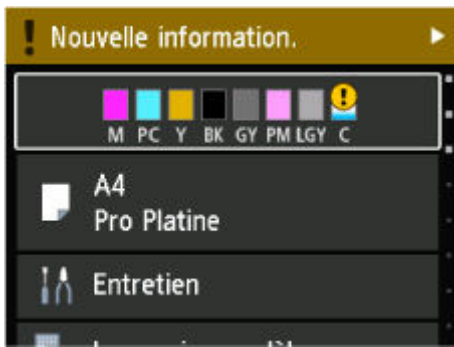 Nouvelle information.
M PC Y BK GY PM LGY C
A4
Pro Platine
Entretien